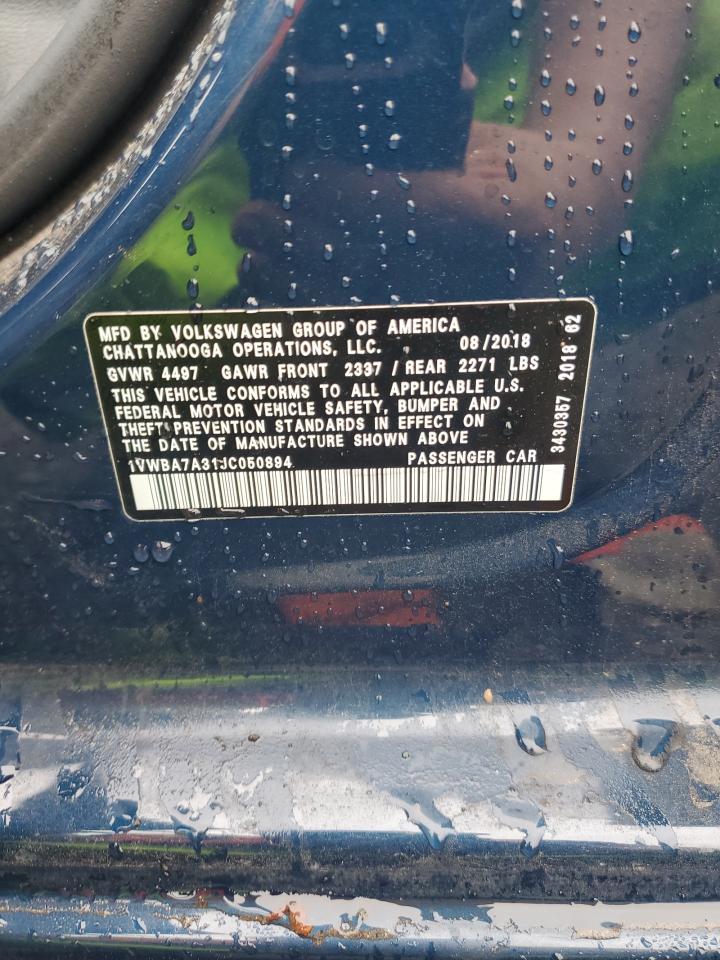 MFD BY VOLKSWAGEN GROUP OF AMERICA
CHATTANOOGA OPERATIONS, LLC. 08/2018
GVWR 4497 GAWR FRONT 2337 / REAR 2271 LBS
THIS VEHICLE CONFORMS TO ALL APPLICABLE U.S.
FEDERAL MOTOR VEHICLE SAFETY, BUMPER AND
THEFT PREVENTION STANDARDS IN EFFECT ON
THE DATE OF MANUFACTURE SHOWN ABOVE
1VWBA7A31JC050894 PASSENGER CAR
3430357 2018 62